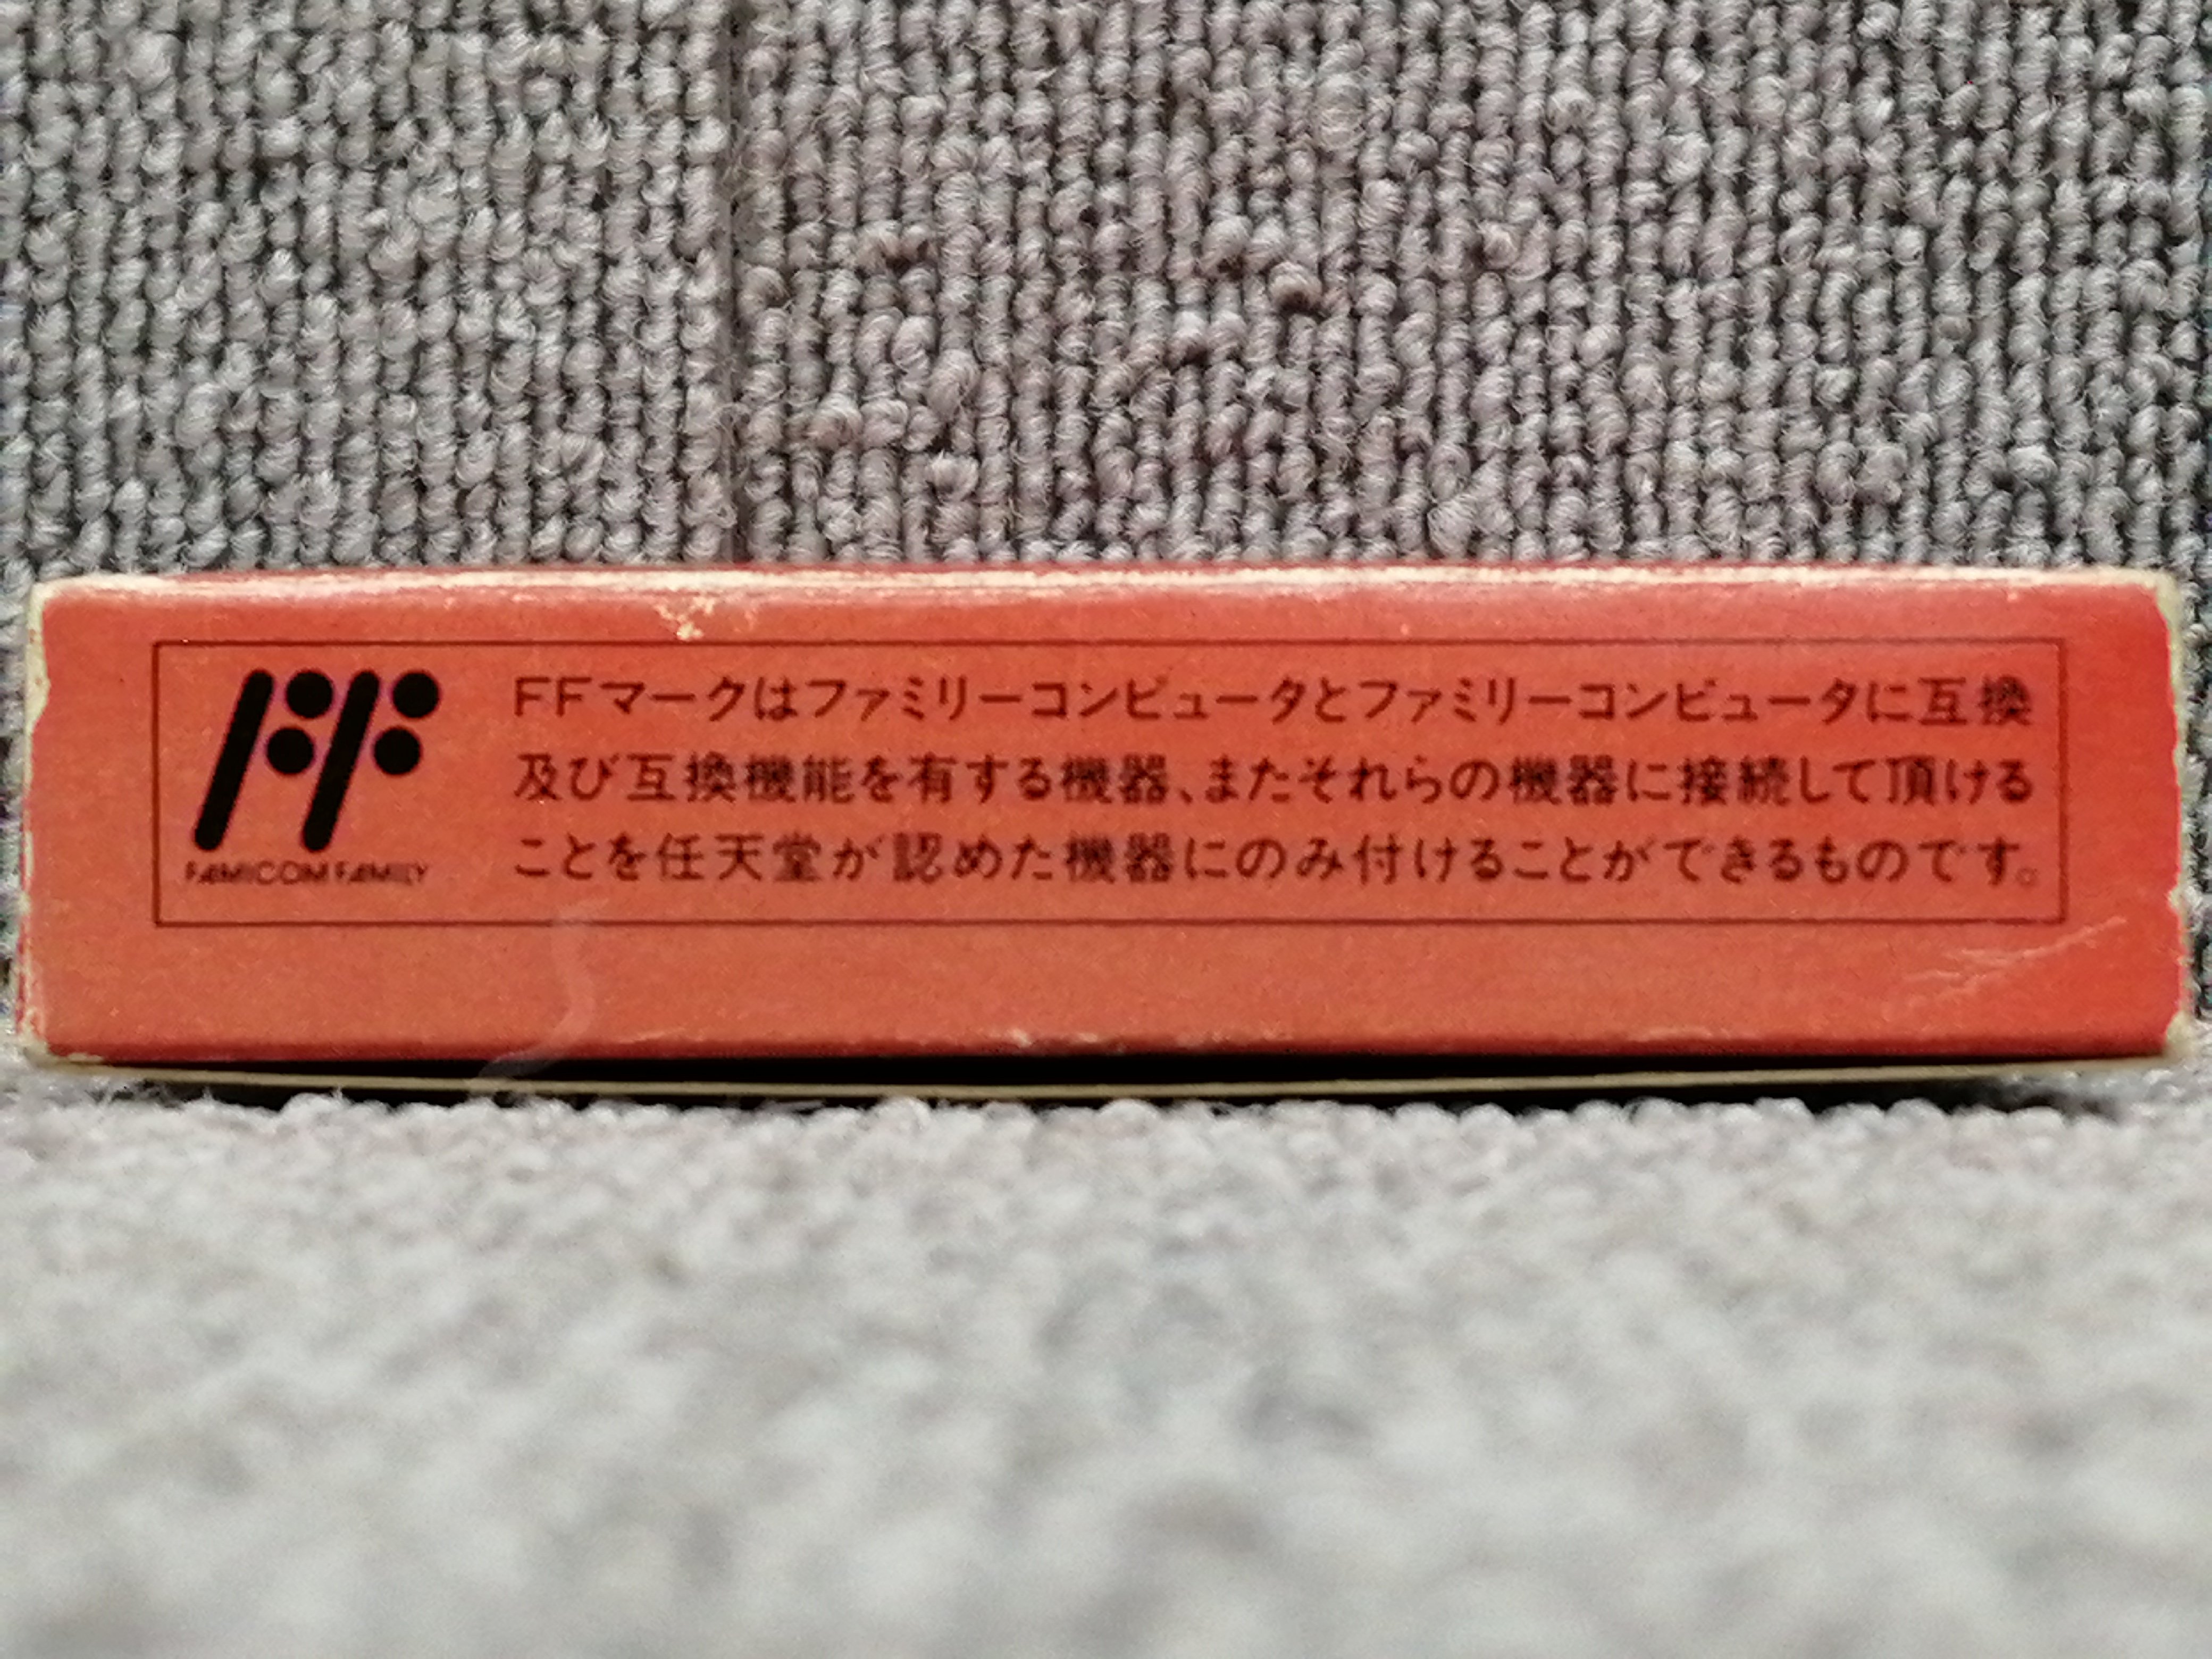 FFマークはファミリーコンピュータとファミリーコンピュータに互換
及び互換機能を有する機器、またそれらの機器に接続して頂ける
ことを任天堂が認めた機器にのみ付けることができるものです。
FF
FAMICOM FAMILY